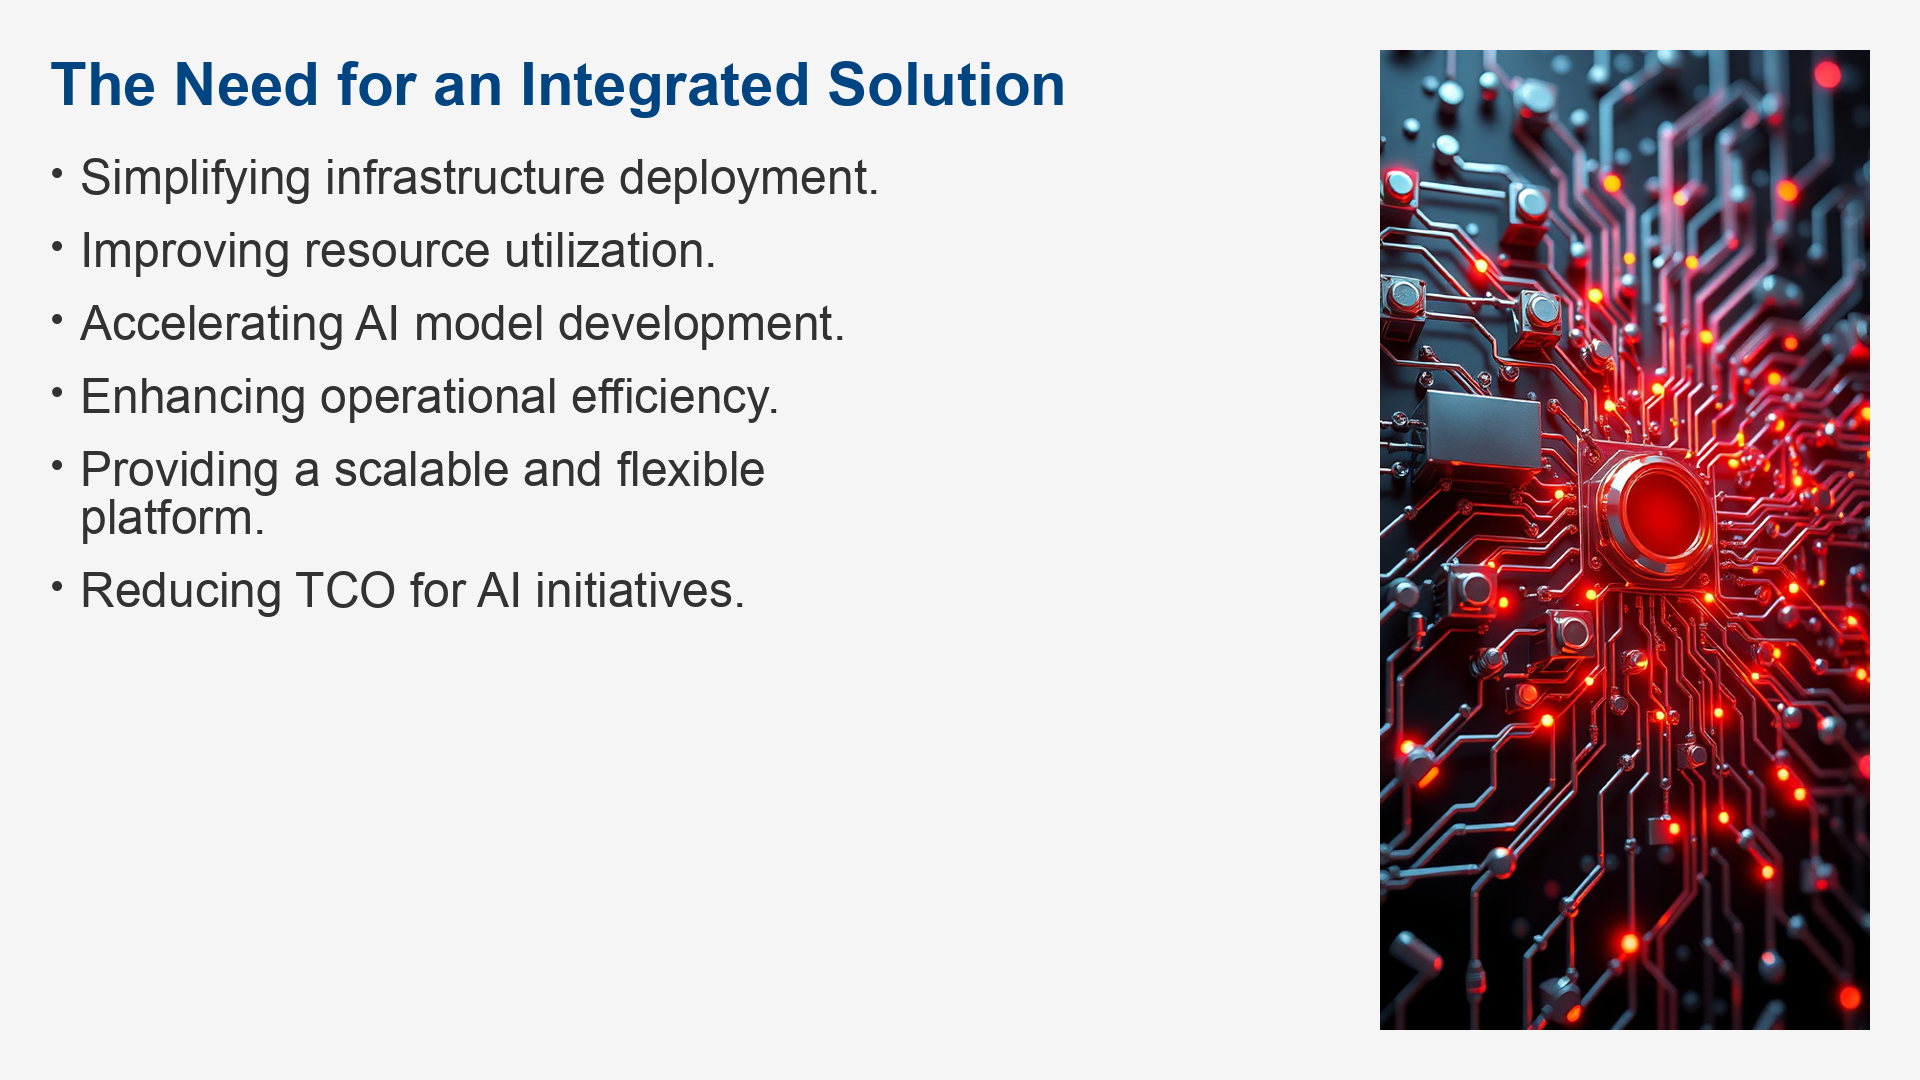 The Need for an Integrated Solution
• Simplifying infrastructure deployment.
• Improving resource utilization.
• Accelerating AI model development.
• Enhancing operational efficiency.
• Providing a scalable and flexible
platform.
• Reducing TCO for AI initiatives.